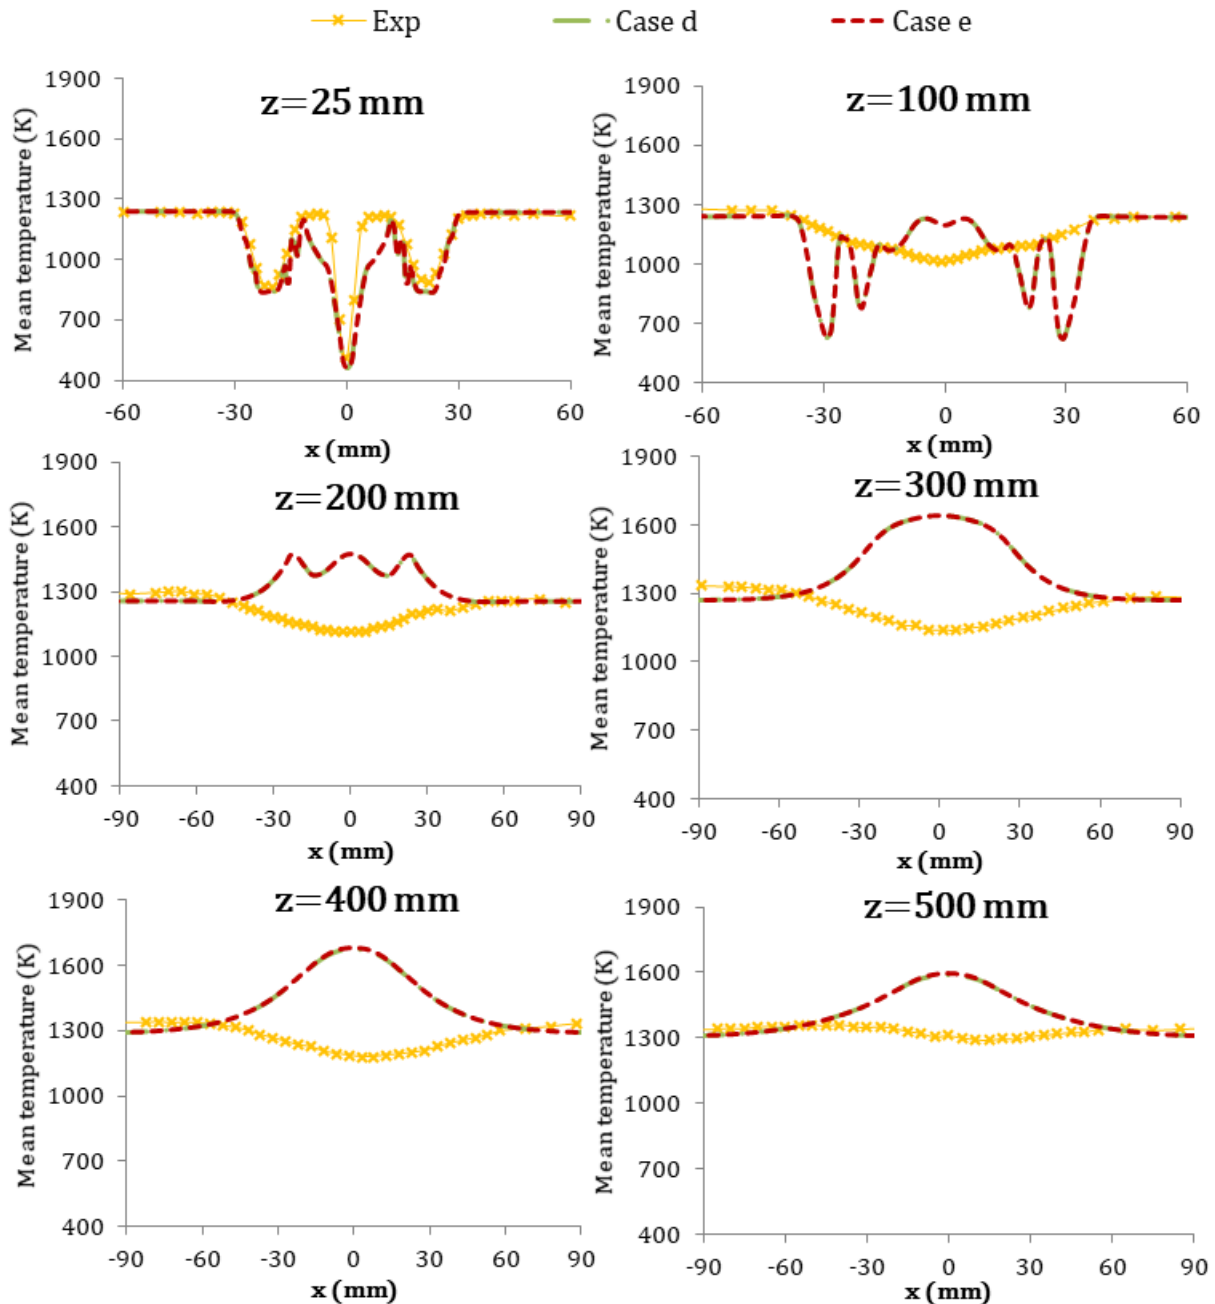 Exp Case d Case e
z=25 mm
Mean temperature (K)
1900
1600
1300
1000
700
400
-60 -30 0 30 60
x (mm)
z=100 mm
Mean temperature (K)
1900
1600
1300
1000
700
400
-60 -30 0 30 60
x (mm)
z=200 mm
Mean temperature (K)
1900
1600
1300
1000
700
400
-90 -60 -30 0 30 60 90
x (mm)
z=300 mm
Mean temperature (K)
1900
1600
1300
1000
700
400
-90 -60 -30 0 30 60 90
x (mm)
z=400 mm
Mean temperature (K)
1900
1600
1300
1000
700
400
-90 -60 -30 0 30 60 90
x (mm)
z=500 mm
Mean temperature (K)
1900
1600
1300
1000
700
400
-90 -60 -30 0 30 60 90
x (mm)